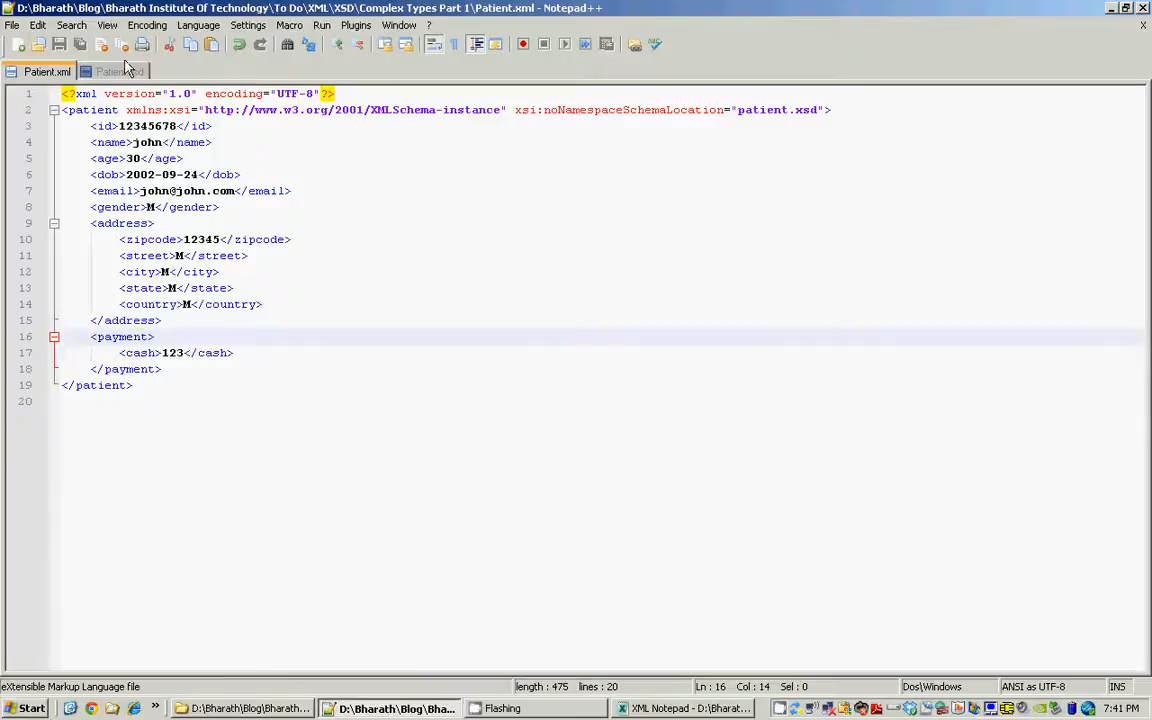 D:\Bharath\Blog\Bharath Institute Of Technology\To Do\XML\XSD\Complex Types Part 1\Patient.xml - Notepad++
File Edit Search View Encoding Language Settings Macro Run Plugins Window ? X
Patient.xml
1 <?xml version="1.0" encoding="UTF-8"?>
2 <patient xmlns:xsi="http://www.w3.org/2001/XMLSchema-instance" xsi:noNamespaceSchemaLocation="patient.xsd">
3 <id>12345678</id>
4 <name>john</name>
5 <age>30</age>
6 <dob>2002-09-24</dob>
7 <email>john@john.com</email>
8 <gender>M</gender>
9 <address>
10 <zipcode>12345</zipcode>
11 <street>M</street>
12 <city>M</city>
13 <state>M</state>
14 <country>M</country>
15 </address>
16 <payment>
17 <cash>123</cash>
18 </payment>
19 </patient>
20
eXtensible Markup Language file length : 475 lines : 20 Ln : 16 Col : 14 Sel : 0 Dos\Windows ANSI as UTF-8 INS
Start D:\Bharath\Blog\Bharath... D:\Bharath\Blog\Bha... Flashing XML Notepad - D:\Bharat... 7:41 PM